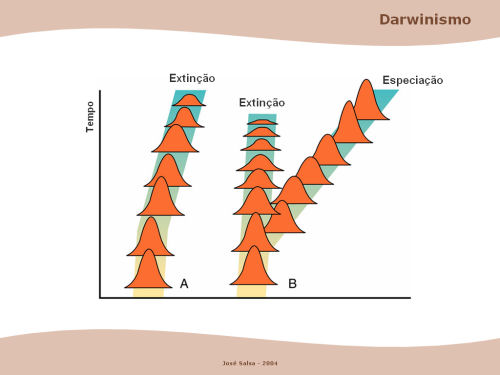 Darwinismo
Extinção
Extinção
Especiação
Tempo
A
B
José Salsa - 2004